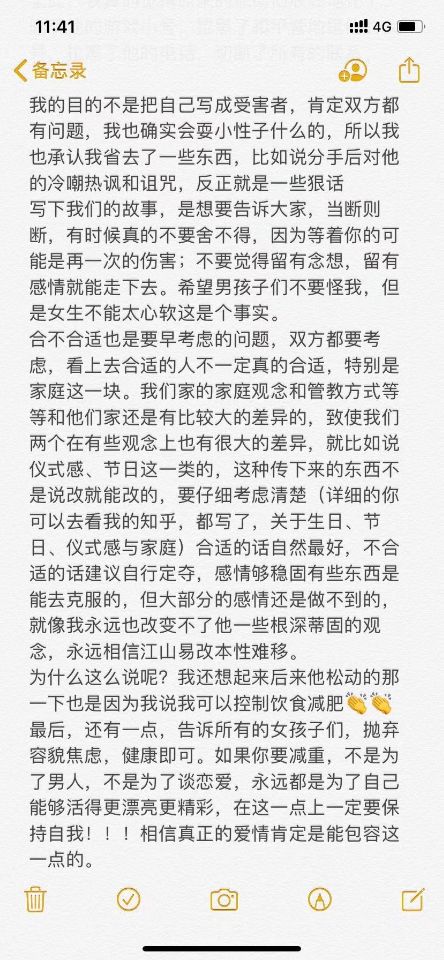 11:41
4G
备忘录
我的目的不是把自己写成受害者，肯定双方都
有问题，我也确实会耍小性子什么的，所以我
也承认我省去了一些东西，比如说分手后对他
的冷嘲热讽和诅咒，反正就是一些狠话
写下我们的故事，是想要告诉大家，当断则
断，有时候真的不要舍不得，因为等着你的可
能是再一次的伤害；不要觉得留有念想，留有
感情就能走下去。希望男孩子们不要怪我，但
是女生不能太心软这是个事实。
合不合适也是要早考虑的问题，双方都要考
虑，看上去合适的人不一定真的合适，特别是
家庭这一块。我们家的家庭观念和管教方式等
等和他们家还是有比较大的差异的，致使我们
两个在有些观念上也有很大的差异，就比如说
仪式感、节日这一类的，这种传下来的东西不
是说改就能改的，要仔细考虑清楚（详细的你
可以去看我的知乎，都写了，关于生日、节
日、仪式感与家庭）合适的话自然最好，不合
适的话建议自行定夺，感情够稳固有些东西是
能去克服的，但大部分的感情还是做不到的，
就像我永远也改变不了他一些根深蒂固的观
念，永远相信江山易改本性难移。
为什么这么说呢？我还想起来后来他松动的那
一下也是因为我说我可以控制饮食减肥👏👏
最后，还有一点，告诉所有的女孩子们，抛弃
容貌焦虑，健康即可。如果你要减重，不是为
了男人，不是为了谈恋爱，永远都是为了自己
能够活得更漂亮更精彩，在这一点上一定要保
持自我！！！相信真正的爱情肯定是能包容这
一点的。